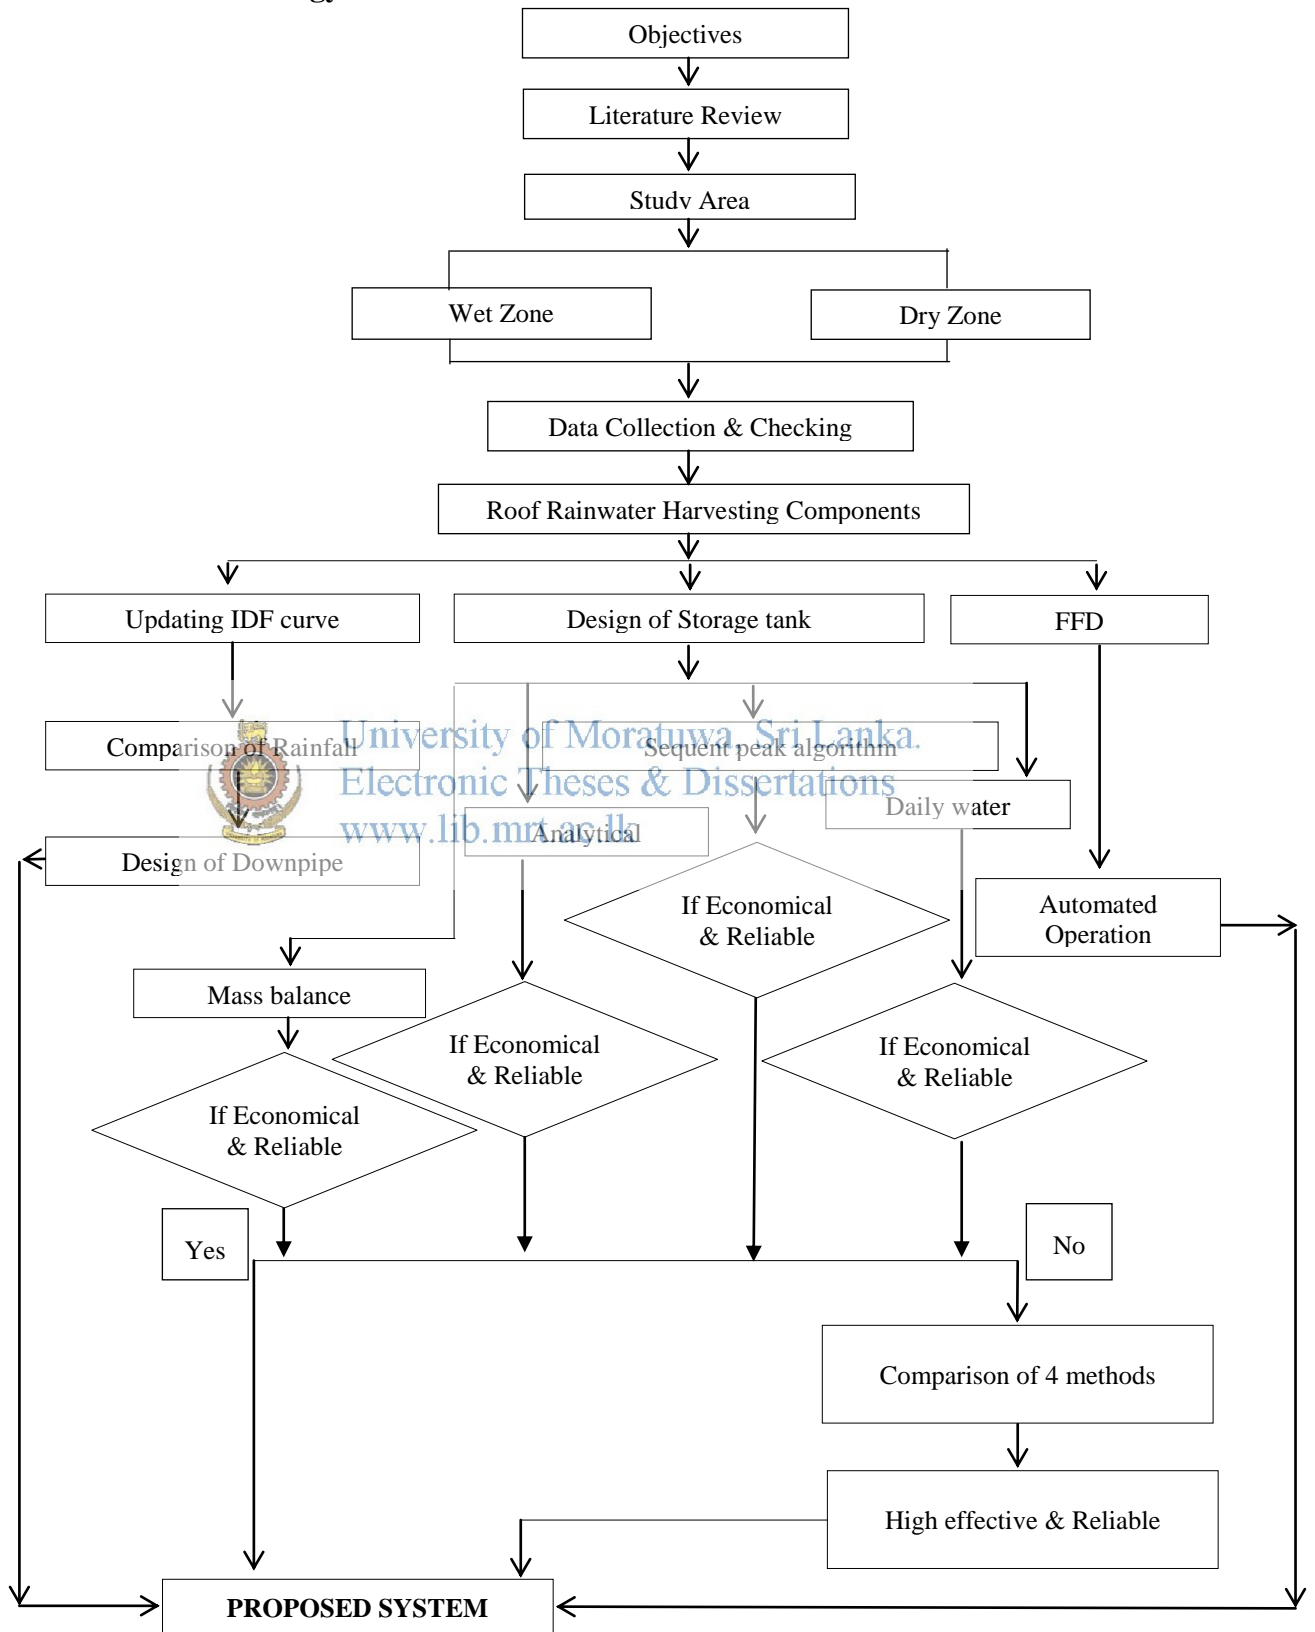 gy
Objectives
Literature Review
Study Area
Wet Zone
Dry Zone
Data Collection & Checking
Roof Rainwater Harvesting Components
Updating IDF curve
Design of Storage tank
FFD
Comparison of Rainfall
Sequent peak algorithm
University of Moratuwa, Sri Lanka.
Electronic Theses & Dissertations
www.lib.mrt.ac.lk
Daily water
Analytical
Design of Downpipe
If Economical
& Reliable
Automated
Operation
Mass balance
If Economical
& Reliable
If Economical
& Reliable
If Economical
& Reliable
Yes
No
Comparison of 4 methods
High effective & Reliable
PROPOSED SYSTEM